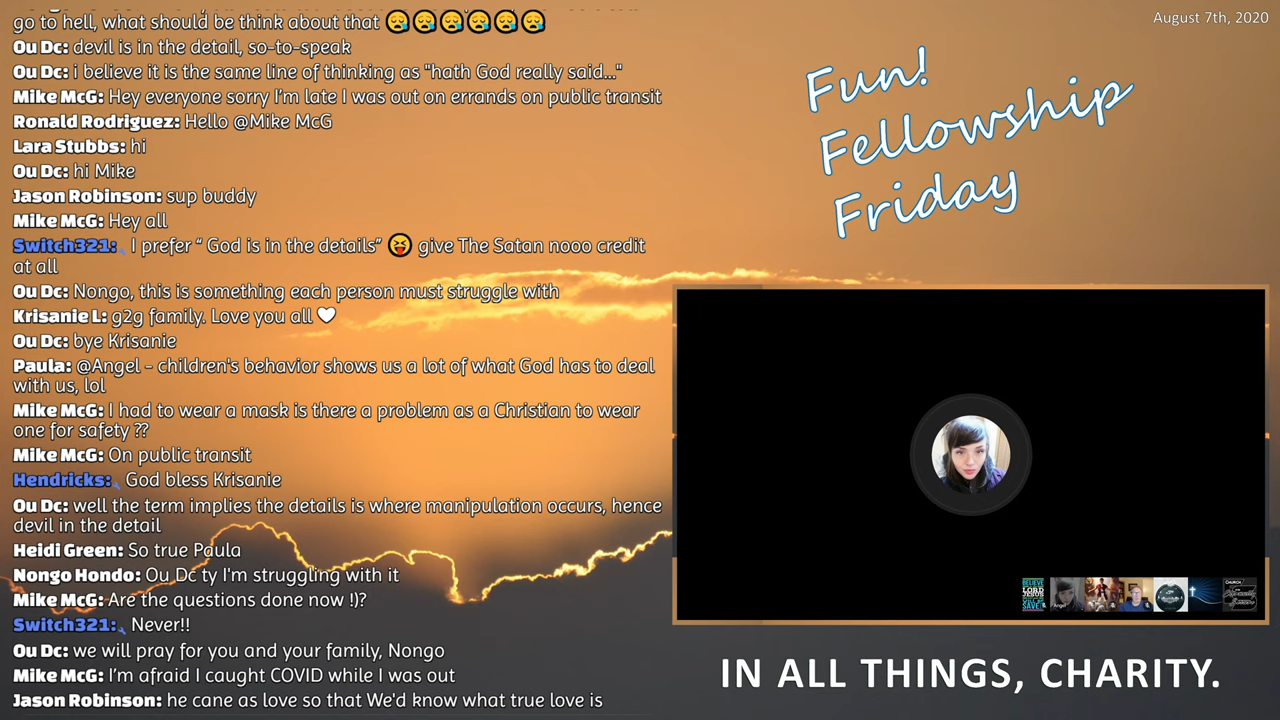 go to hell, what should be think about that 😪😪😪😪😪😪
Ou Dc: devil is in the detail, so-to-speak
Ou Dc: i believe it is the same line of thinking as "hath God really said..."
Mike McG: Hey everyone sorry I'm late I was out on errands on public transit
Ronald Rodriguez: Hello @Mike McG
Lara Stubbs: hi
Ou Dc: hi Mike
Jason Robinson: sup buddy
Mike McG: Hey all
Switch321: I prefer “ God is in the details” 😝 give The Satan nooo credit
at all
Ou Dc: Nongo, this is something each person must struggle with
Krisanie L: g2g family. Love you all 🤍
Ou Dc: bye Krisanie
Paula: @Angel - children's behavior shows us a lot of what God has to deal
with us, lol
Mike McG: I had to wear a mask is there a problem as a Christian to wear
one for safety ??
Mike McG: On public transit
Hendricks: God bless Krisanie
Ou Dc: well the term implies the details is where manipulation occurs, hence
devil in the detail
Heidi Green: So true Paula
Nongo Hondo: Ou Dc ty I'm struggling with it
Mike McG: Are the questions done now !)?
Switch321: Never!!
Ou Dc: we will pray for you and your family, Nongo
Mike McG: I'm afraid I caught COVID while I was out
Jason Robinson: he cane as love so that We'd know what true love is
August 7th, 2020
Fun!
Fellowship
Friday
BELIEVE
LORD
JESUS
SAVE
Angel
CHURCH
IN ALL THINGS, CHARITY.